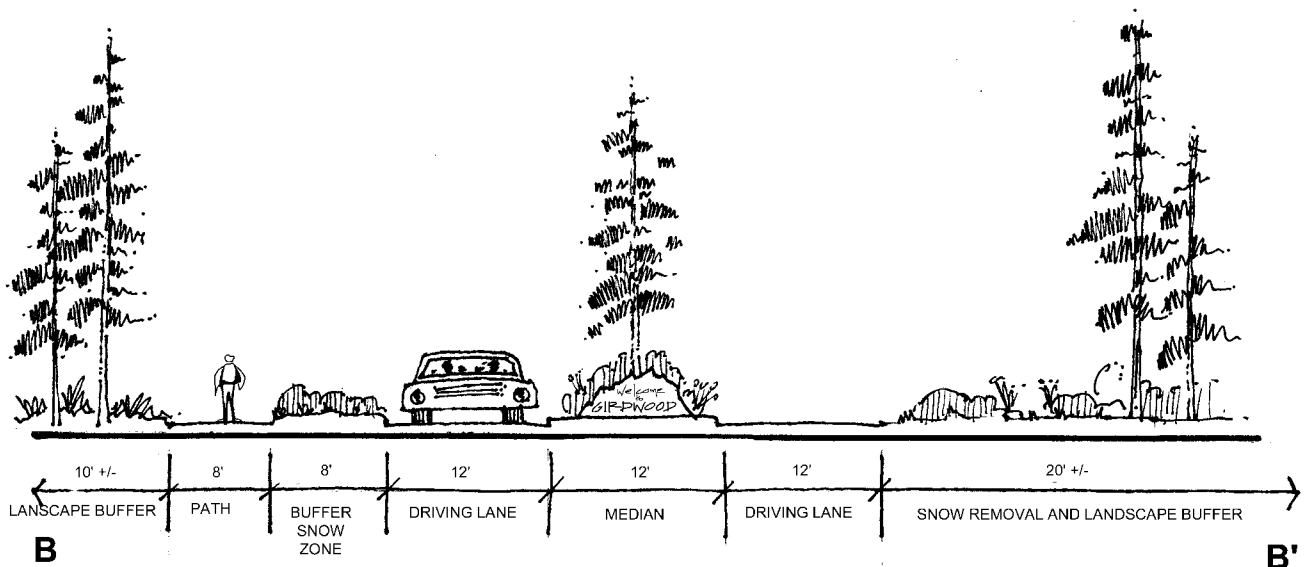 Welcome
to
GIRDWOOD
10' +/-
8'
8'
12'
12'
12'
20' +/-
LANSCAPE BUFFER
PATH
BUFFER
SNOW
ZONE
DRIVING LANE
MEDIAN
DRIVING LANE
SNOW REMOVAL AND LANDSCAPE BUFFER
B
B'